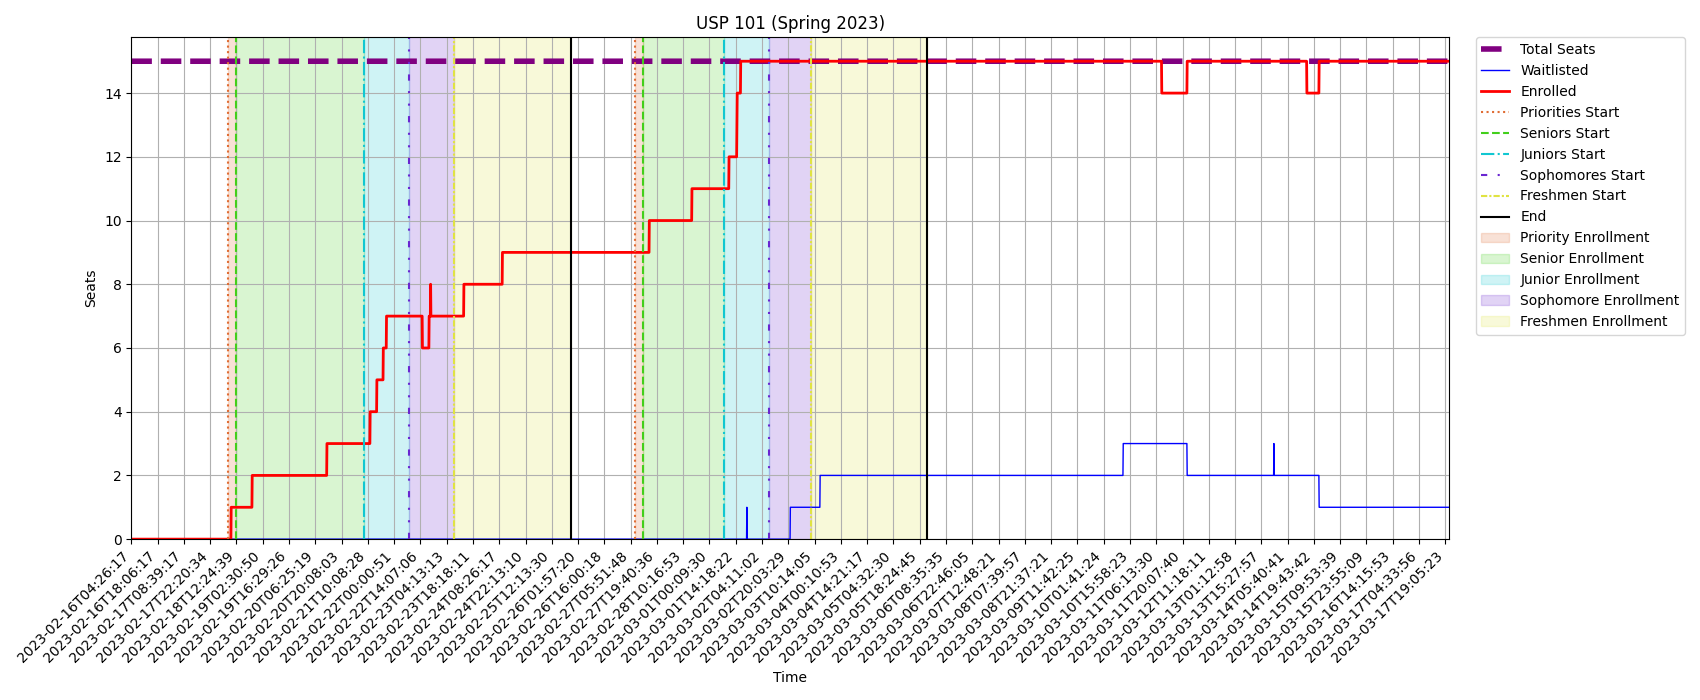 USP 101 (Spring 2023)
Total Seats
Waitlisted
Enrolled
Priorities Start
Seniors Start
Juniors Start
Sophomores Start
Freshmen Start
End
Priority Enrollment
Senior Enrollment
Junior Enrollment
Sophomore Enrollment
Freshmen Enrollment
Seats
14
12
10
8
6
4
2
0
2023-02-16T04:26:17
2023-02-16T18:06:17
2023-02-17T08:39:17
2023-02-17T22:20:34
2023-02-18T12:24:39
2023-02-19T02:30:50
2023-02-19T16:29:26
2023-02-20T06:25:19
2023-02-20T20:08:03
2023-02-21T10:08:28
2023-02-22T00:00:51
2023-02-22T14:07:06
2023-02-23T04:13:13
2023-02-23T18:18:11
2023-02-24T08:26:17
2023-02-24T22:13:10
2023-02-25T12:13:30
2023-02-26T01:57:20
2023-02-26T16:00:18
2023-02-27T05:51:48
2023-02-27T19:40:36
2023-02-28T10:16:53
2023-03-01T00:09:30
2023-03-01T14:18:22
2023-03-02T04:11:02
2023-03-02T20:03:29
2023-03-03T10:14:05
2023-03-04T00:10:53
2023-03-04T14:21:17
2023-03-05T04:32:30
2023-03-05T18:24:45
2023-03-06T08:35:35
2023-03-06T22:46:05
2023-03-07T12:48:21
2023-03-08T07:39:57
2023-03-08T21:37:21
2023-03-09T11:42:25
2023-03-10T01:41:24
2023-03-10T15:58:23
2023-03-11T06:13:30
2023-03-11T20:07:40
2023-03-12T11:18:11
2023-03-13T01:12:58
2023-03-13T15:27:57
2023-03-14T05:40:41
2023-03-14T19:43:42
2023-03-15T09:53:39
2023-03-15T23:55:09
2023-03-16T14:15:53
2023-03-17T04:33:56
2023-03-17T19:05:23
Time